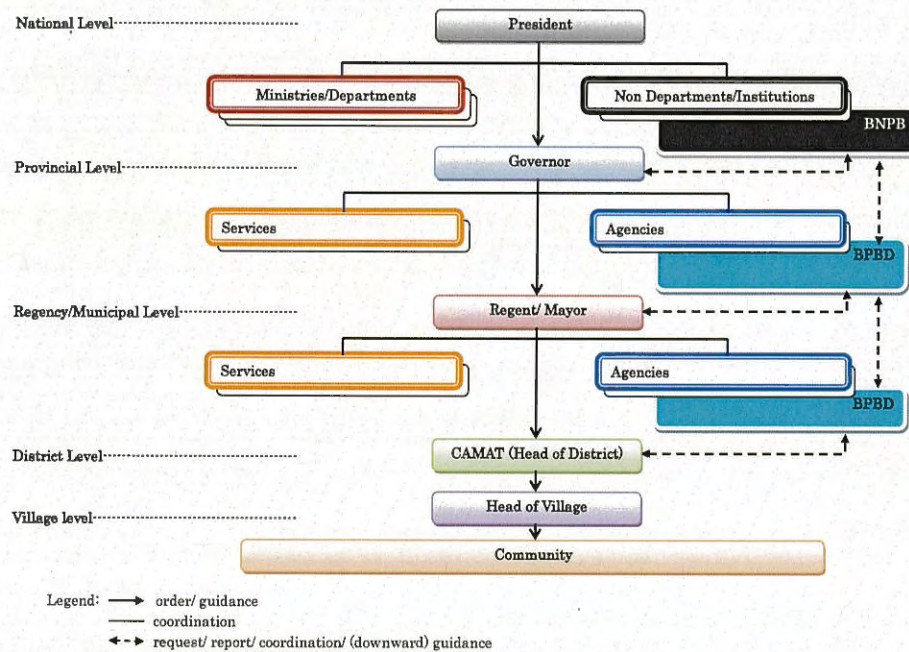 National Level
President
Ministries/Departments
Non Departments/Institutions
BNPB
Provincial Level
Governor
Services
Agencies
BPBD
Regency/Municipal Level
Regent/ Mayor
Services
Agencies
BPBD
District Level
CAMAT (Head of District)
Village level
Head of Village
Community
Legend:
order/ guidance
coordination
request/ report/ coordination/ (downward) guidance